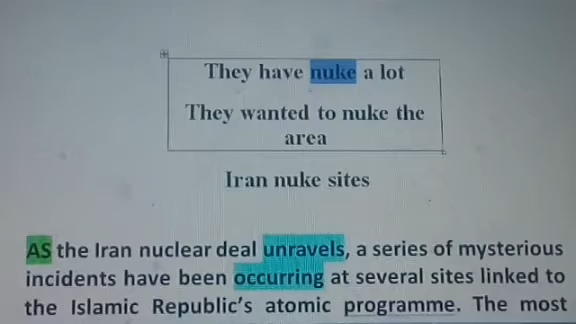 They have nuke a lot
They wanted to nuke the
area
Iran nuke sites
AS the Iran nuclear deal unravels, a series of mysterious
incidents have been occurring at several sites linked to
the Islamic Republic's atomic programme. The most